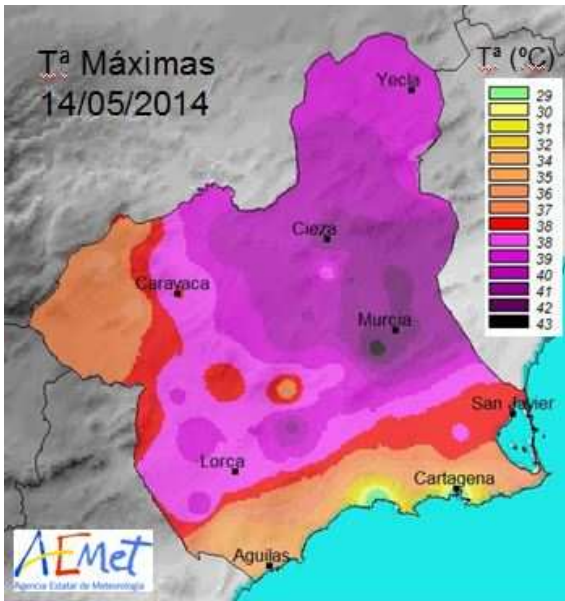 Tª Máximas
14/05/2014
Tª (ºC)
29
30
31
32
34
35
36
37
38
38
39
40
41
42
43
Yecla
Cieza
Caravaca
Murcia
San Javier
Lorca
Cartagena
Aguilas
AEMet
Agencia Estatal de Meteorología